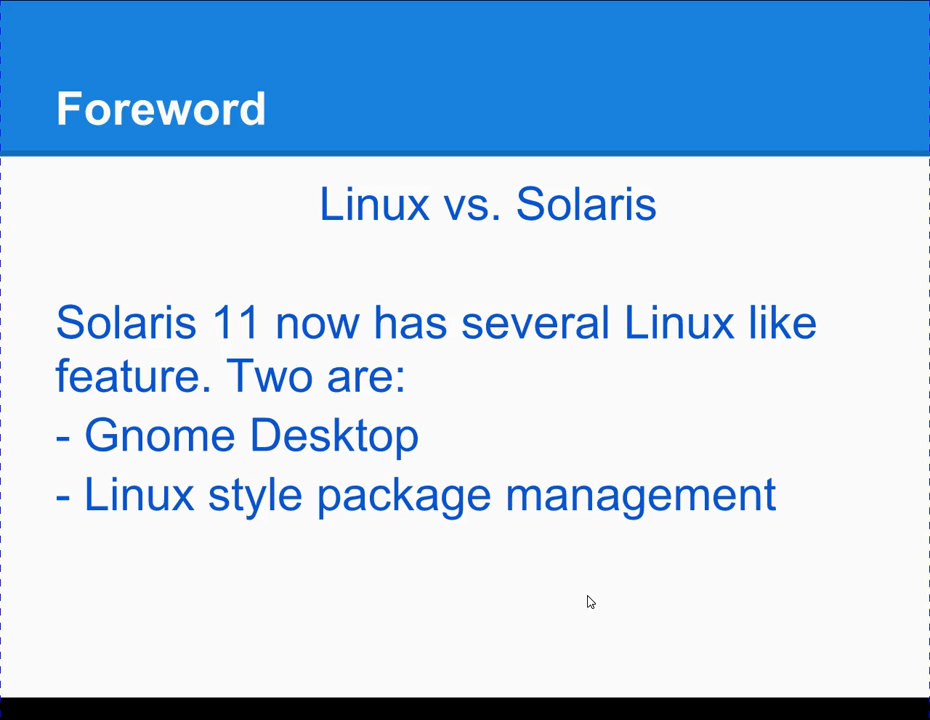 Foreword
Linux vs. Solaris
Solaris 11 now has several Linux like
feature. Two are:
- Gnome Desktop
- Linux style package management